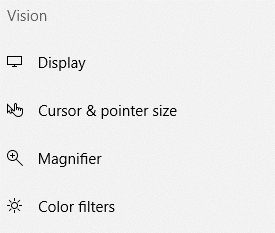 Vision
Display
Cursor & pointer size
Magnifier
Color filters